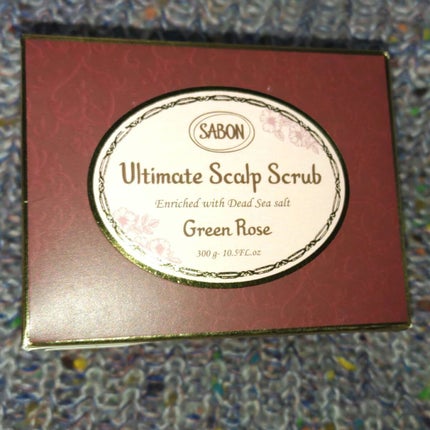 SABON
Ultimate Scalp Scrub
Enriched with Dead Sea salt
Green Rose
300 g- 10.5FL.oz